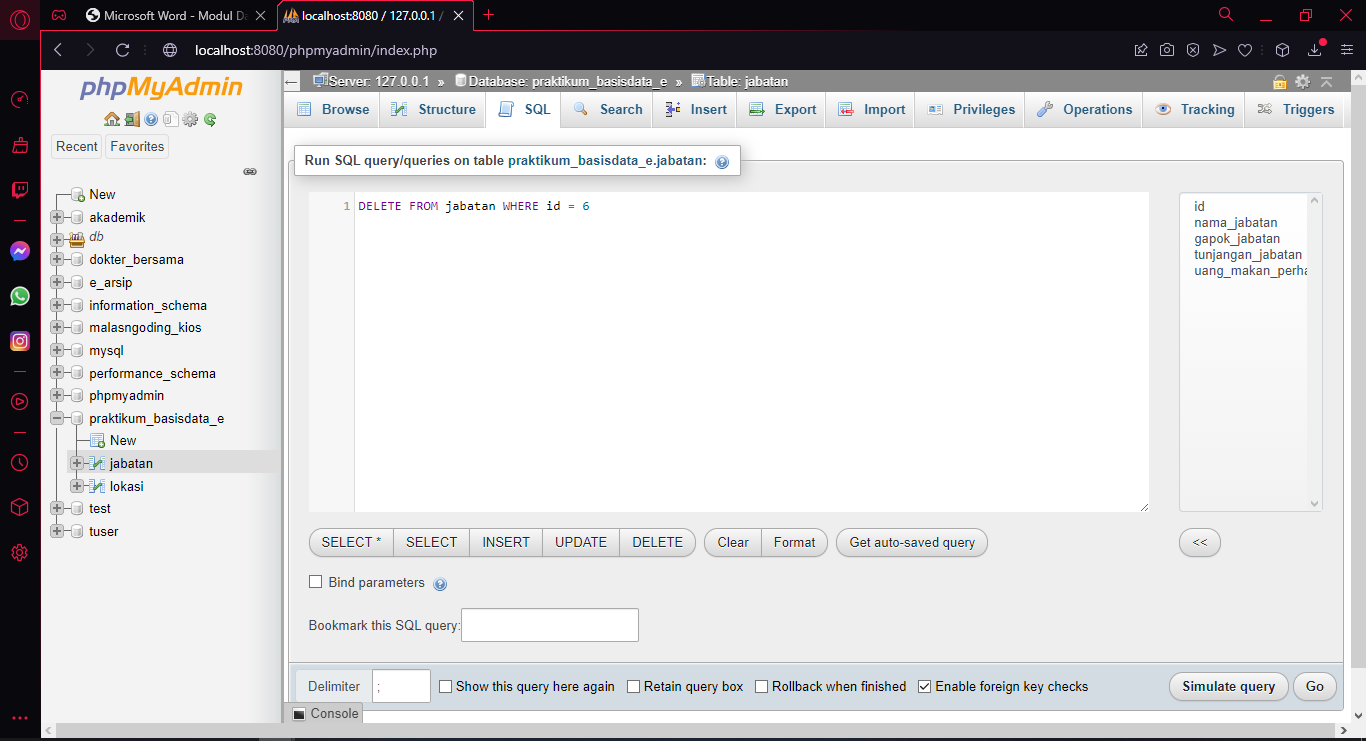 Microsoft Word - Modul Da
localhost:8080 / 127.0.0.1 /
localhost:8080/phpmyadmin/index.php
phpMyAdmin
Recent
Favorites
New
akademik
db
dokter_bersama
e_arsip
information_schema
malasngoding_kios
mysql
performance_schema
phpmyadmin
praktikum_basisdata_e
New
jabatan
lokasi
test
tuser
Server: 127.0.0.1 » Database: praktikum_basisdata_e » Table: jabatan
Browse Structure SQL Search Insert Export Import Privileges Operations Tracking Triggers
Run SQL query/queries on table praktikum_basisdata_e.jabatan:
1 DELETE FROM jabatan WHERE id = 6
id
nama_jabatan
gapok_jabatan
tunjangan_jabatan
uang_makan_perha
SELECT * SELECT INSERT UPDATE DELETE Clear Format Get auto-saved query <<
Bind parameters
Bookmark this SQL query:
Delimiter ; Show this query here again Retain query box Rollback when finished Enable foreign key checks Simulate query Go
Console